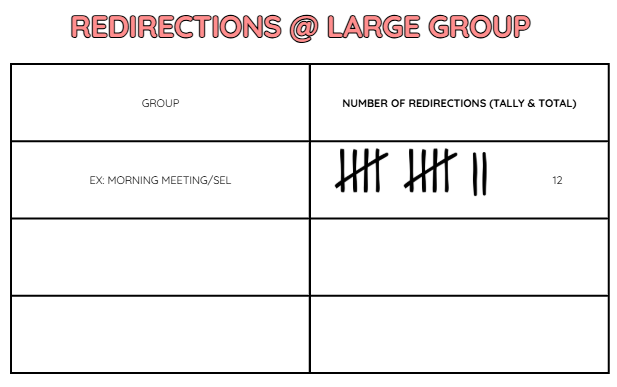 REDIRECTIONS @ LARGE GROUP
GROUP
NUMBER OF REDIRECTIONS (TALLY & TOTAL)
EX: MORNING MEETING/SEL
12